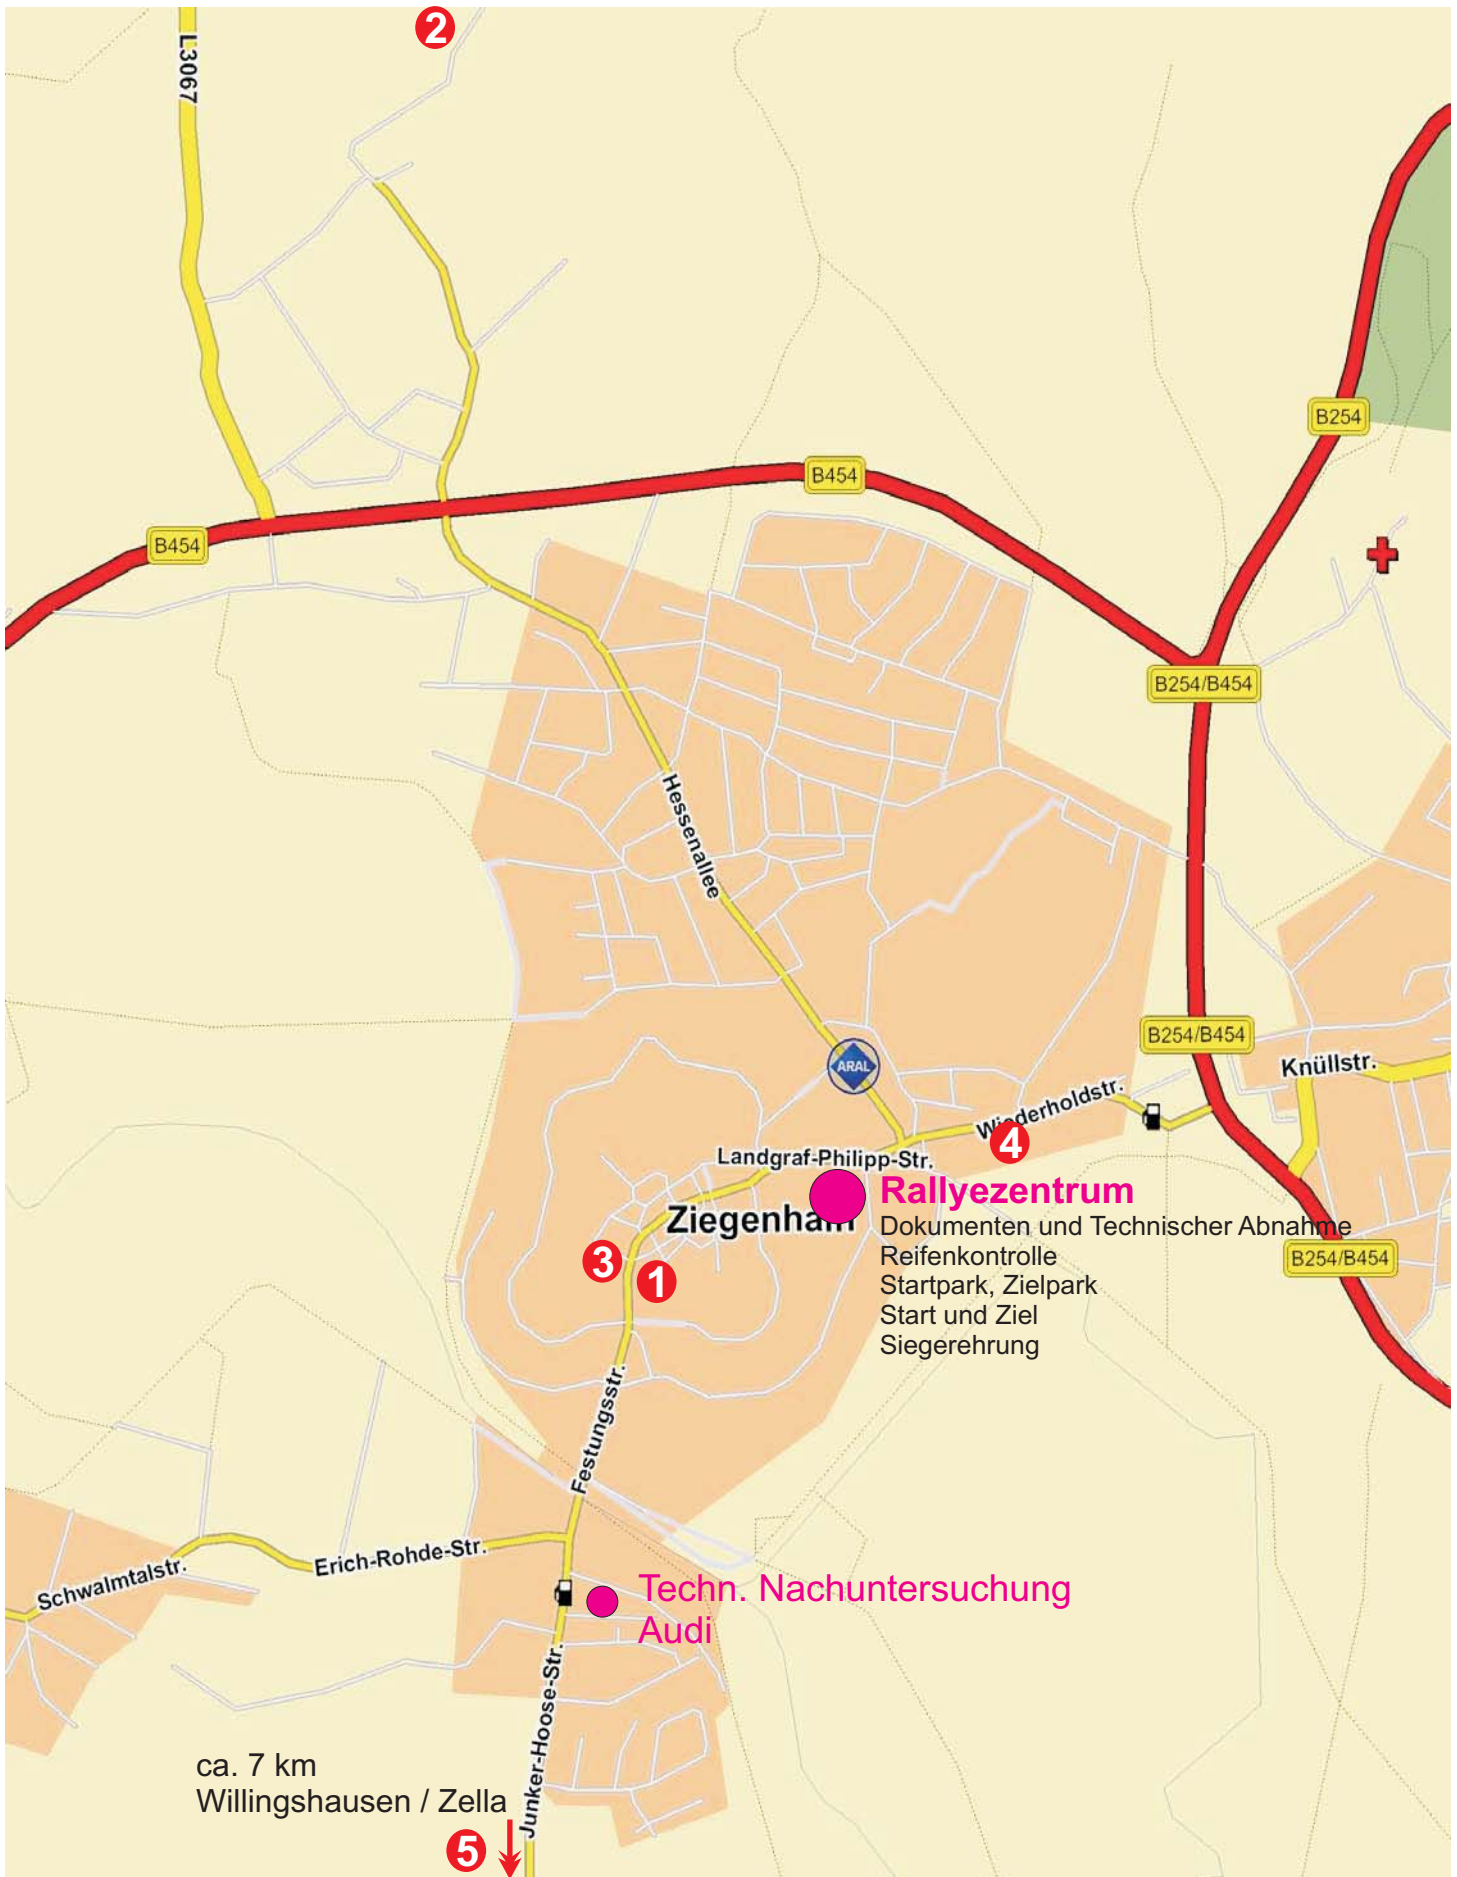 2
L3067
B254
B454
B454
B254/B454
Hessenallee
B254/B454
Knüllstr.
ARAL
Wiederholdstr.
4
Landgraf-Philipp-Str.
Rallyezentrum
Ziegenhain
Dokumenten und Technischer Abnahme
Reifenkontrolle
Startpark, Zielpark
Start und Ziel
Siegerehrung
B254/B454
3
1
Festungsstr.
Erich-Rohde-Str.
Schwalmtalstr.
Techn. Nachuntersuchung
Audi
Junker-Hoose-Str.
ca. 7 km
Willingshausen / Zella
5